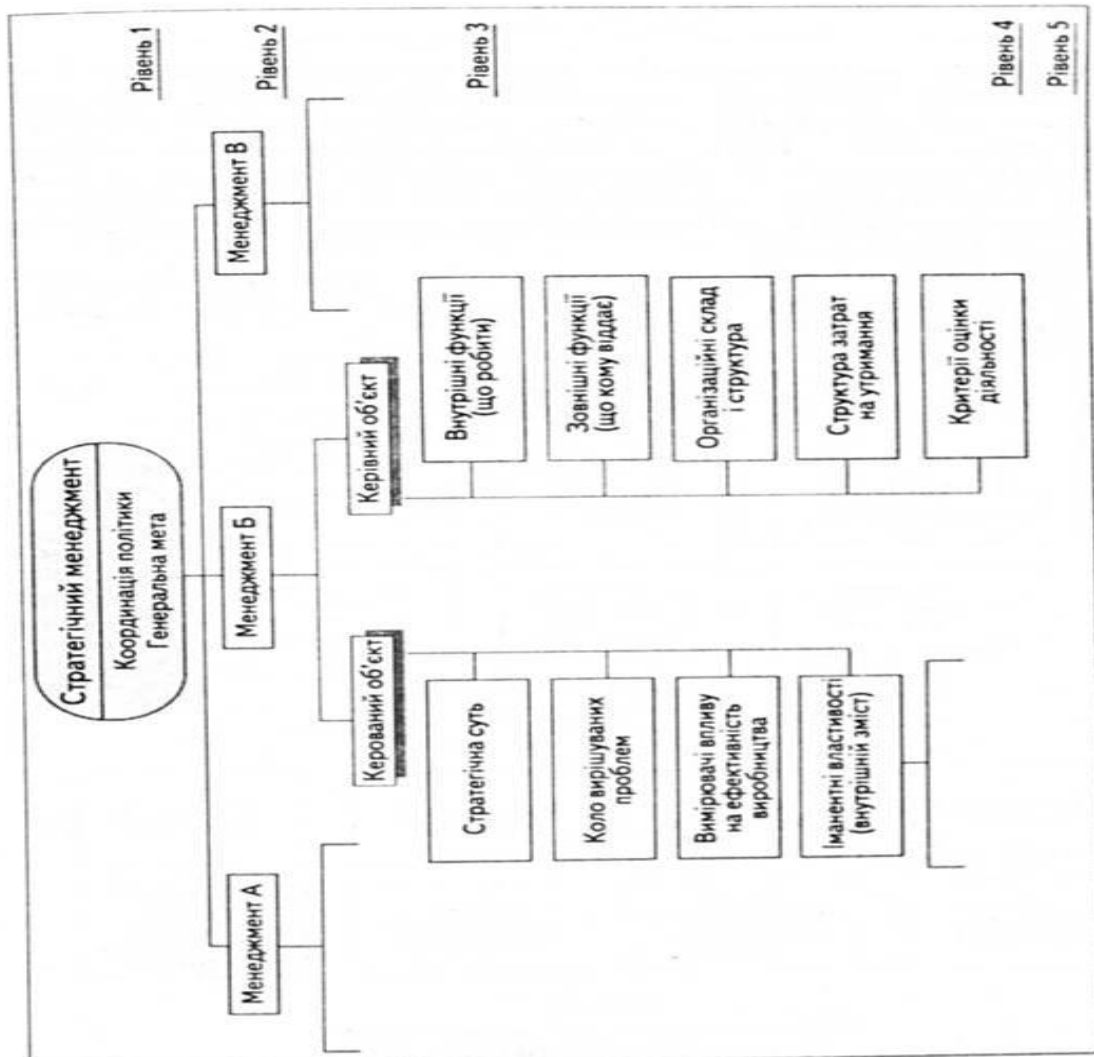 Стратегічний менеджмент
Координація політики
Генеральна мета
Рівень 1
Менеджмент А
Менеджмент Б
Менеджмент В
Рівень 2
Керований об'єкт
Керівний об'єкт
Рівень 3
Стратегічна суть
Коло вирішуваних
проблем
Вимірювачі впливу
на ефективність
виробництва
Іманентні властивості
(внутрішній зміст)
Внутрішні функції
(що робити)
Зовнішні функції
(що кому віддає)
Організаційні склад
і структура
Структура затрат
на утримання
Критерії оцінки
діяльності
Рівень 4
Рівень 5